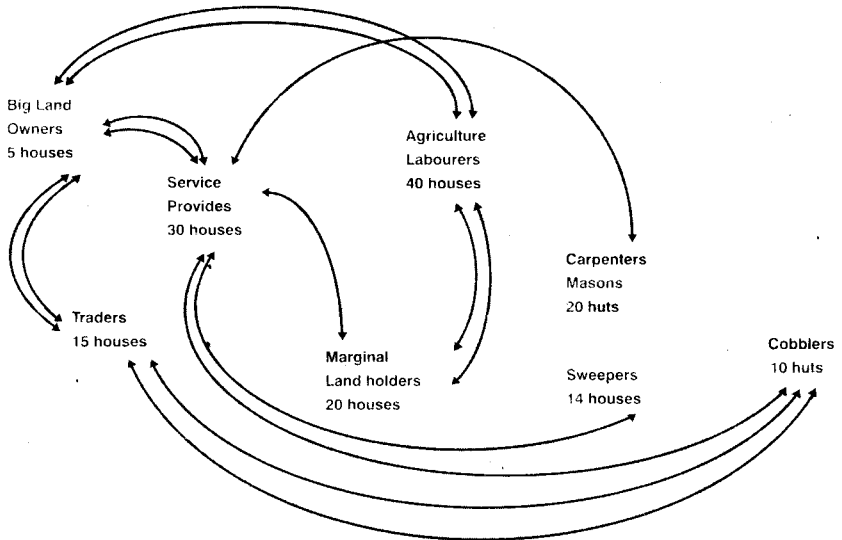 Big Land
Owners
5 houses
Service
Provides
30 houses
Agriculture
Labourers
40 houses
Carpenters
Masons
20 huts
Traders
15 houses
Marginal
Land holders
20 houses
Sweepers
14 houses
Cobblers
10 huts